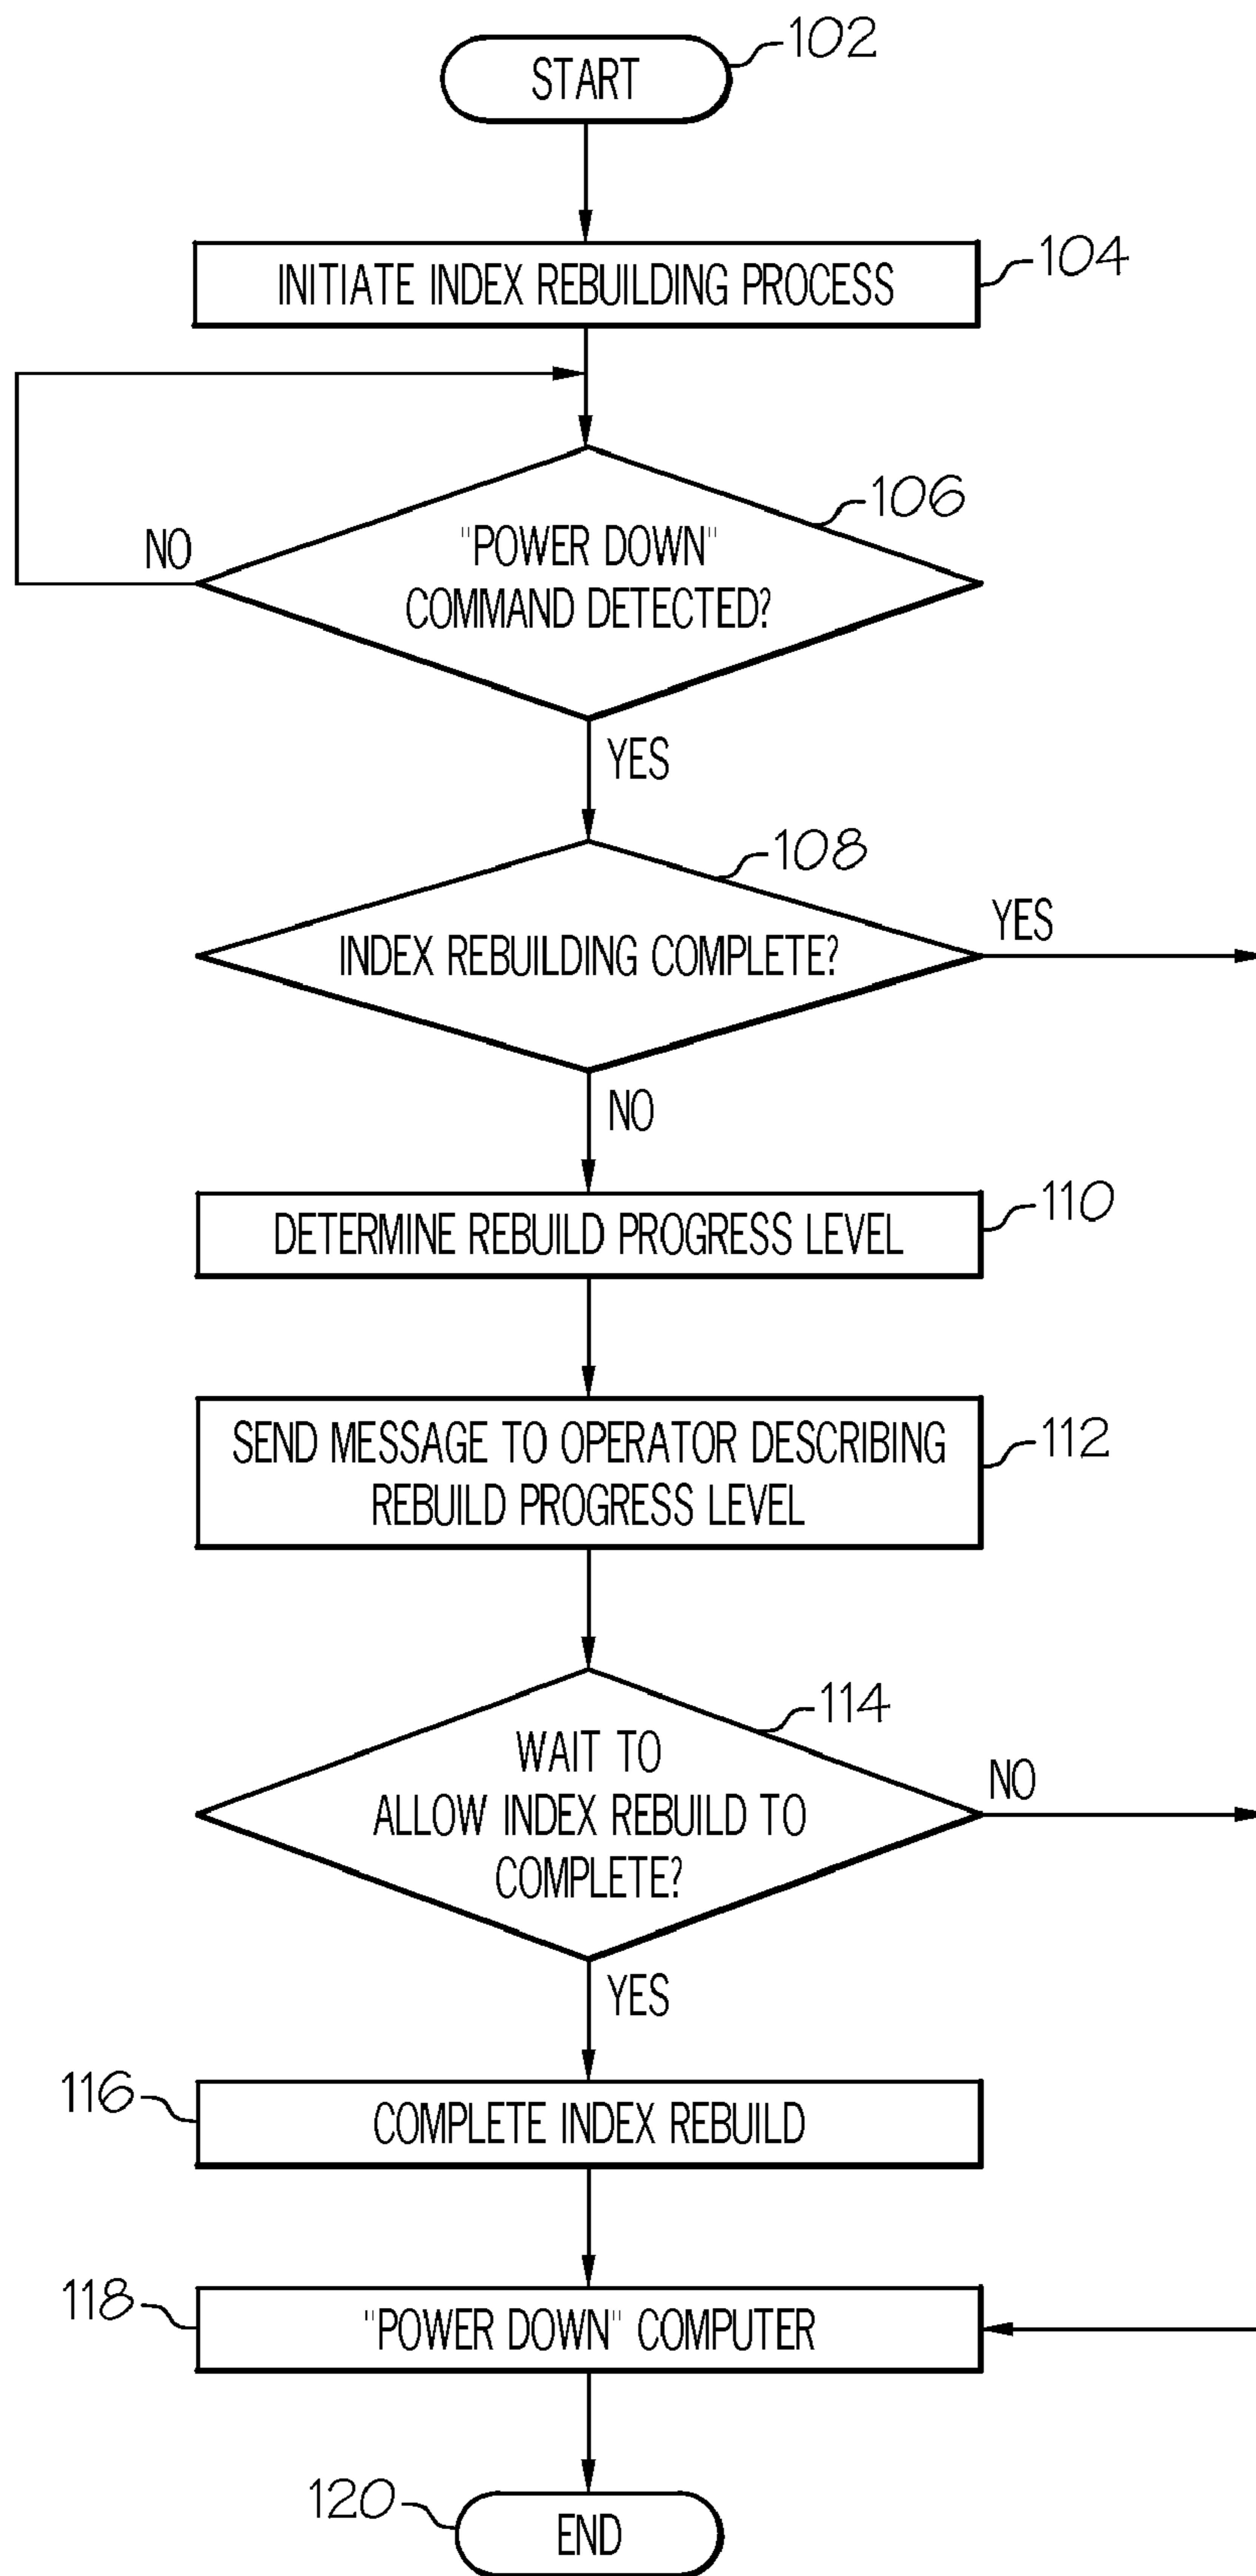 START
102
INITIATE INDEX REBUILDING PROCESS
104
"POWER DOWN"
COMMAND DETECTED?
106
NO
YES
108
INDEX REBUILDING COMPLETE?
YES
NO
DETERMINE REBUILD PROGRESS LEVEL
110
SEND MESSAGE TO OPERATOR DESCRIBING
REBUILD PROGRESS LEVEL
112
WAIT TO
ALLOW INDEX REBUILD TO
COMPLETE?
114
NO
YES
116
COMPLETE INDEX REBUILD
118
"POWER DOWN" COMPUTER
120
END